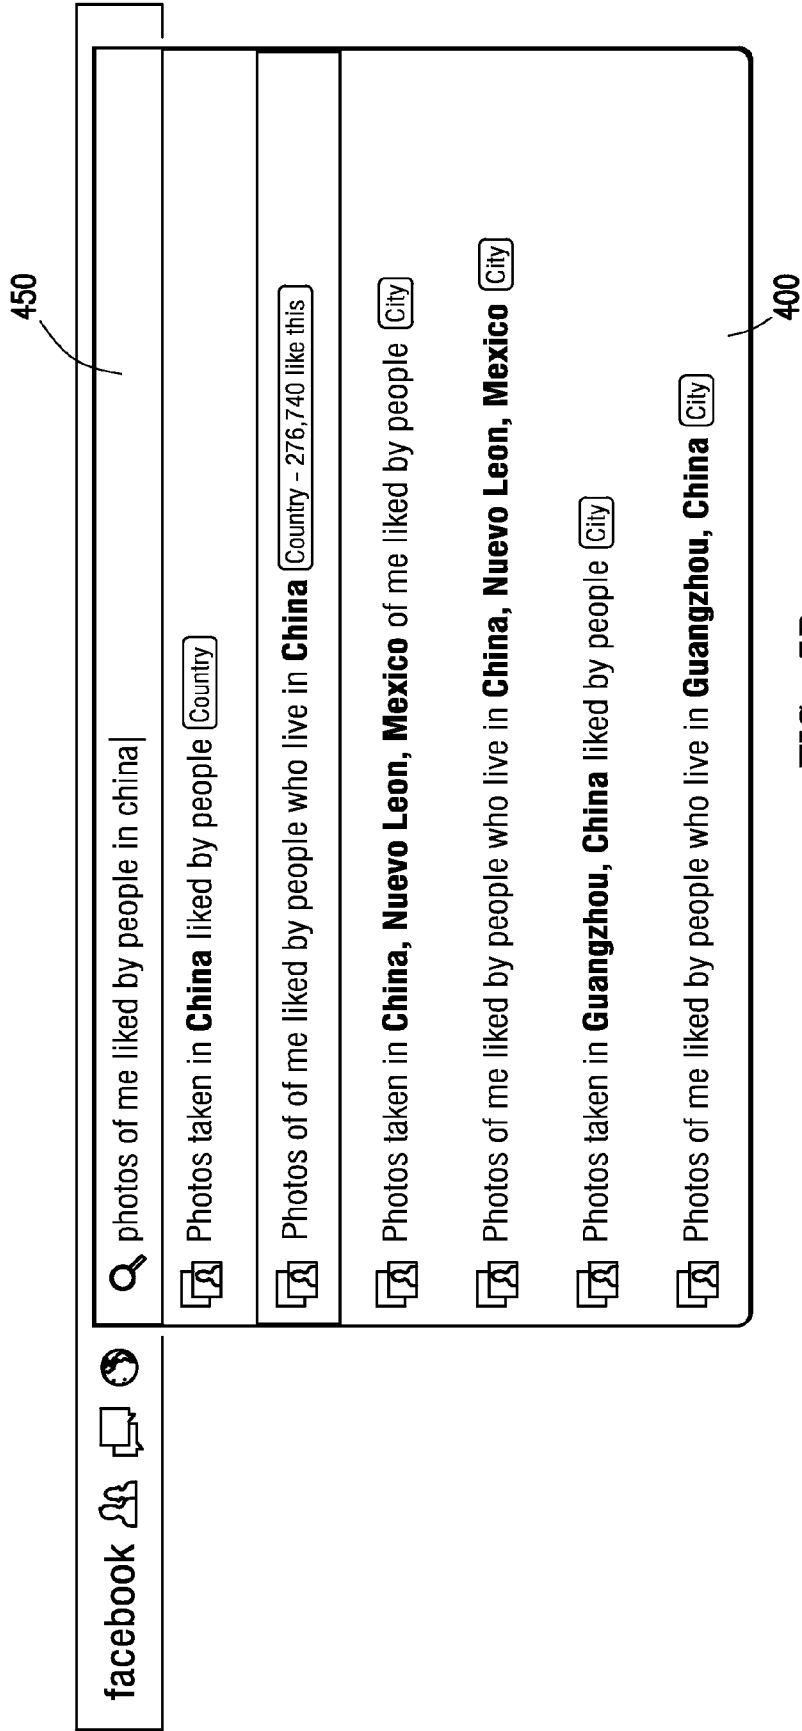 450
facebook
photos of me liked by people in china
Photos taken in China liked by people Country
Photos of of me liked by people who live in China Country - 276,740 like this
Photos taken in China, Nuevo Leon, Mexico of me liked by people City
Photos of me liked by people who live in China, Nuevo Leon, Mexico City
Photos taken in Guangzhou, China liked by people City
Photos of me liked by people who live in Guangzhou, China City
400